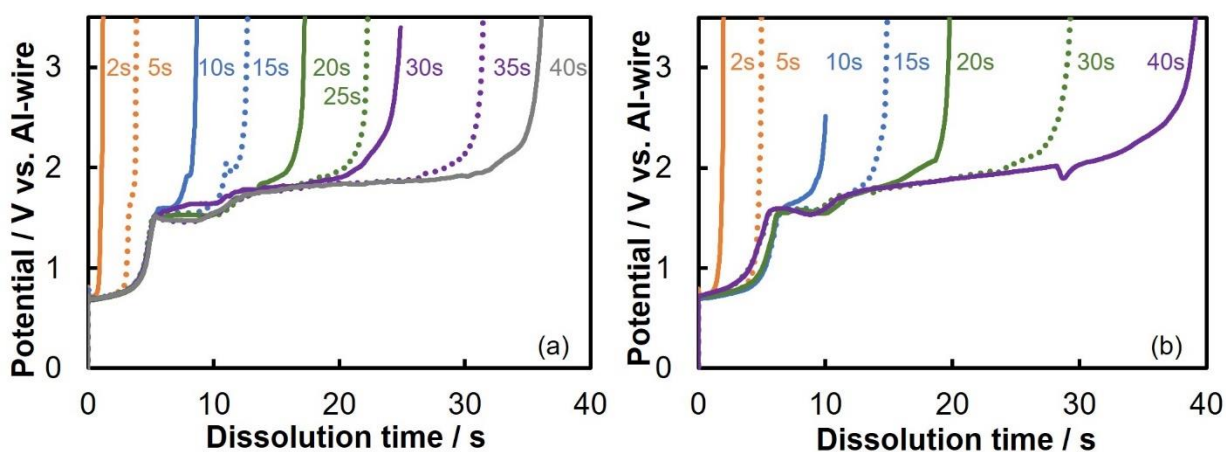 Potential / V vs. Al-wire
3
2
1
0
2s 5s 10s 15s 20s 30s 35s 40s
25s
(a)
0 10 20 30 40
Dissolution time / s
Potential / V vs. Al-wire
3
2
1
0
2s 5s 10s 15s 20s 30s 40s
(b)
0 10 20 30 40
Dissolution time / s